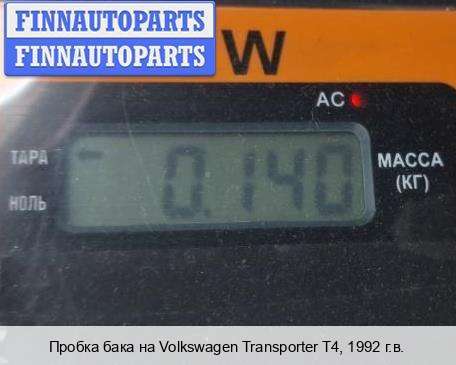 FINNAUTOPARTS
FINNAUTOPARTS
W
AC
ТАРА
0.140
МАССА
(КГ)
НОЛЬ
Пробка бака на Volkswagen Transporter T4, 1992 г.в.